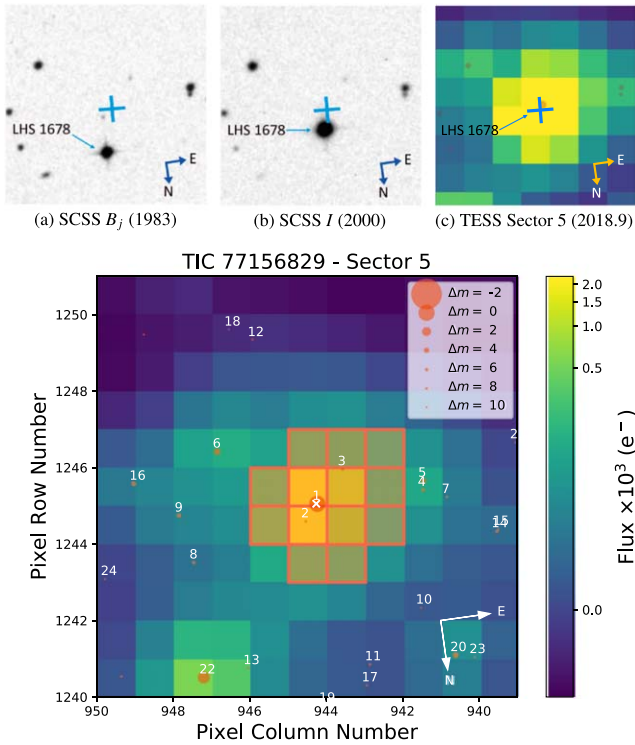 LHS 1678
E
N
LHS 1678
E
N
LHS 1678
E
N
(a) SCSS B_j (1983)
(b) SCSS I (2000)
(c) TESS Sector 5 (2018.9)
TIC 77156829 - Sector 5
Δm = -2
Δm = 0
Δm = 2
Δm = 4
Δm = 6
Δm = 8
Δm = 10
18
12
6
3
2
16
5
4
7
1
9
2
15
14
8
24
10
E
N
11
13
22
17
20
23
19
1250
1248
1246
1244
1242
1240
Pixel Row Number
950
948
946
944
942
940
Pixel Column Number
2.0
1.5
1.0
0.5
0.0
Flux ×10³ (e⁻)